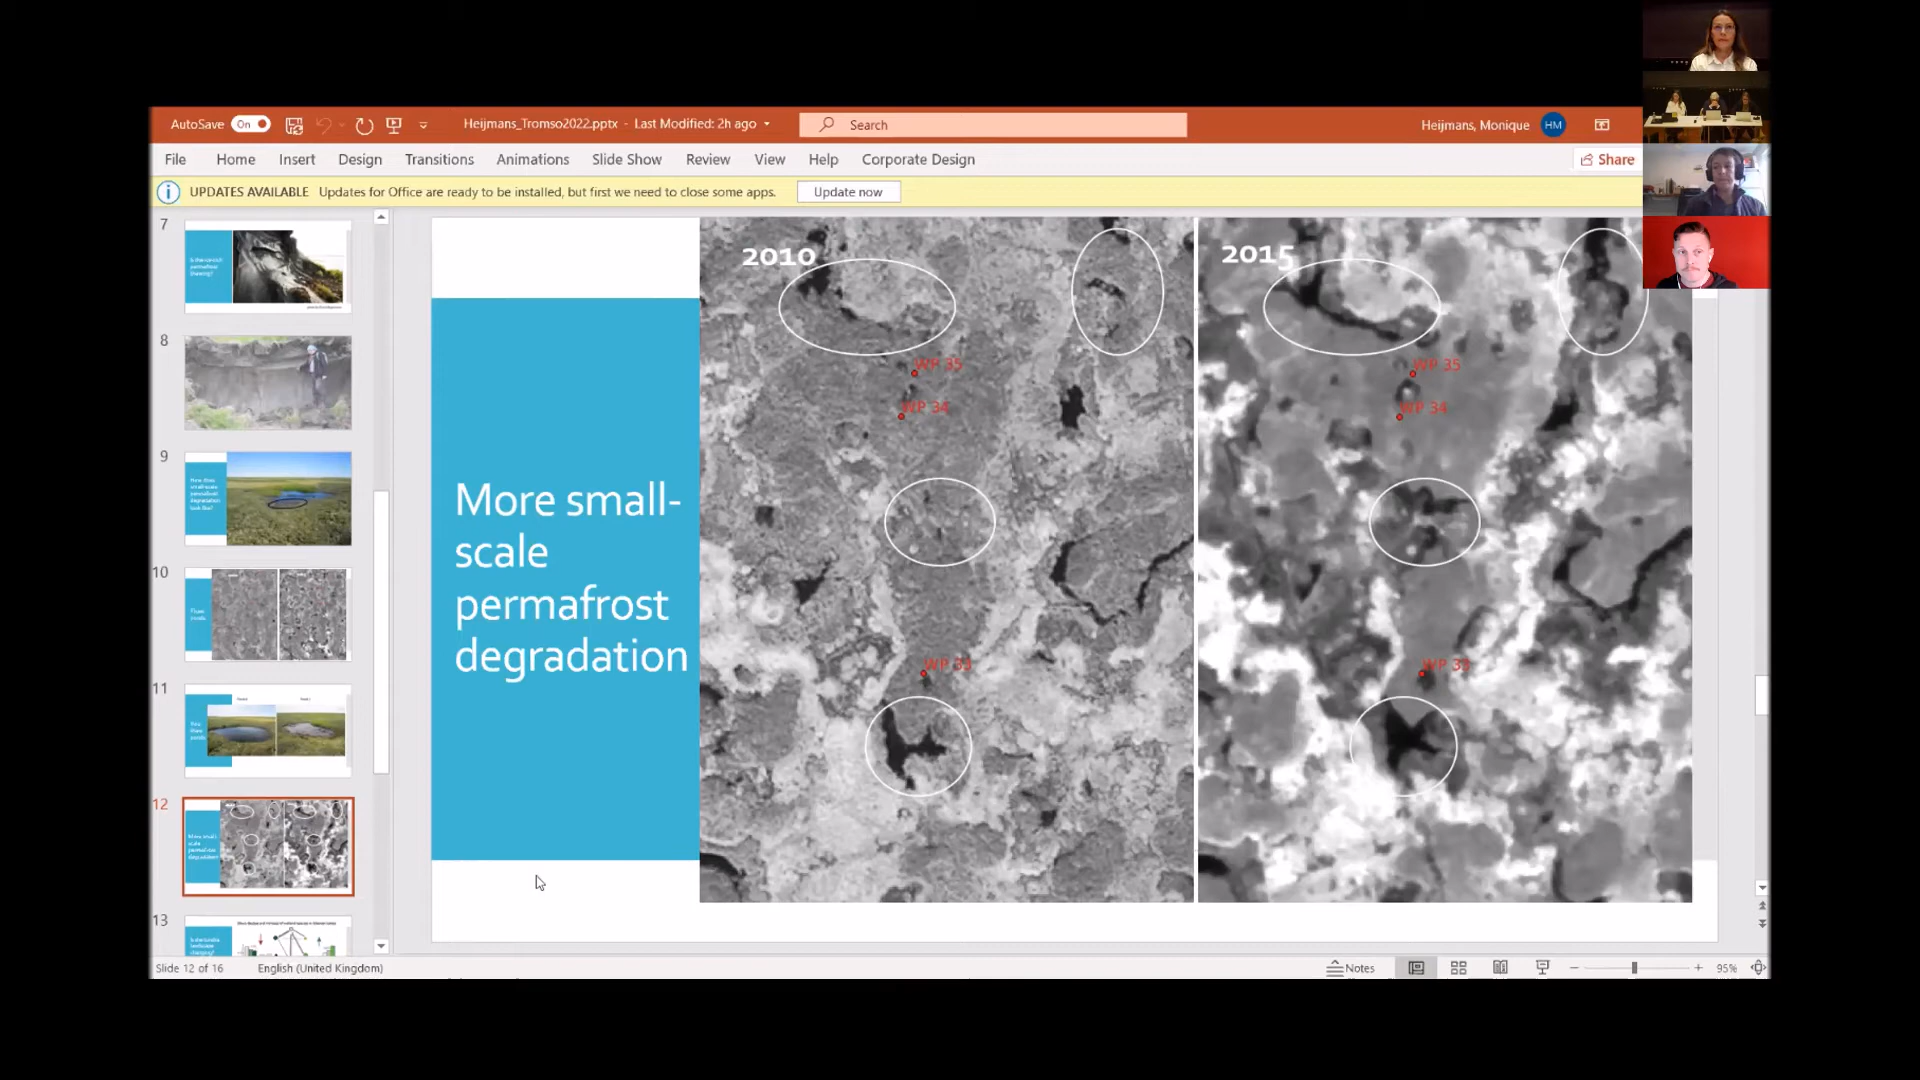 AutoSave On Heijmans_Tromso2022.pptx - Last Modified: 2h ago Search Heijmans, Monique HM
File Home Insert Design Transitions Animations Slide Show Review View Help Corporate Design Share
UPDATES AVAILABLE Updates for Office are ready to be installed, but first we need to close some apps. Update now
7
8
9
10
11
12
13
More small-
scale
permafrost
degradation
2010
WP 35
WP 34
WP 33
2015
WP 35
WP 34
WP 33
Slide 12 of 16 English (United Kingdom) Notes 95%